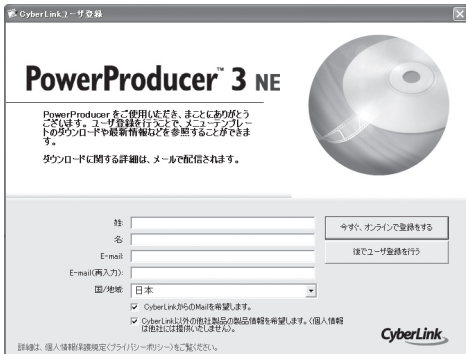 CyberLinkユーザ登録
PowerProducer™ 3 NE
PowerProducer をご使用いただき、まことにありがとう
ございます。ユーザ登録を行うことで、メニューテンプレー
トのダウンロードや最新情報などを参照することができま
す。
ダウンロードに関する詳細は、メールで配信されます。
姓:
今すぐ、オンラインで登録をする
名:
後でユーザ登録を行う
E-mail:
E-mail(再入力):
国/地域:
日本
CyberLinkからのMailを希望します。
CyberLink以外の他社製品の製品情報を希望します。(個人情報
は他社には提供いたしません)。
CyberLink
詳細は、個人情報保護規定(プライバシーポリシー)をご覧ください。